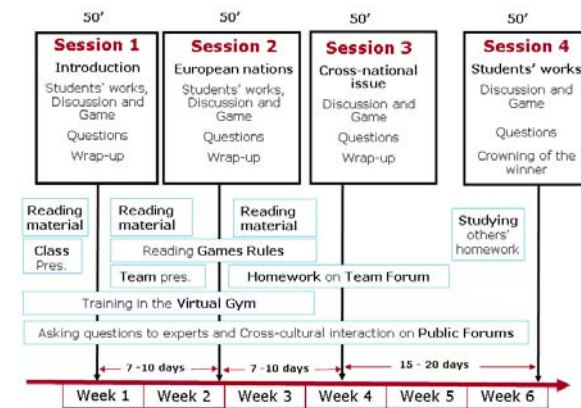 50’
50’
50’
50’
Session 1
Introduction
Students’ works,
Discussion and
Game
Questions
Wrap-up
Session 2
European nations
Students’ works,
Discussion and
Game
Questions
Wrap-up
Session 3
Cross-national
issue
Discussion and
Game
Questions
Wrap-up
Session 4
Students’ works
Discussion and
Game
Questions
Crowning of the
winner
Reading
material
Reading
material
Reading
material
Studying
others’
homework
Class
Pres.
Reading Games Rules
Team pres.
Homework on Team Forum
Training in the Virtual Gym
Asking questions to experts and Cross-cultural interaction on Public Forums
7 -10 days
7 -10 days
15 - 20 days
Week 1
Week 2
Week 3
Week 4
Week 5
Week 6